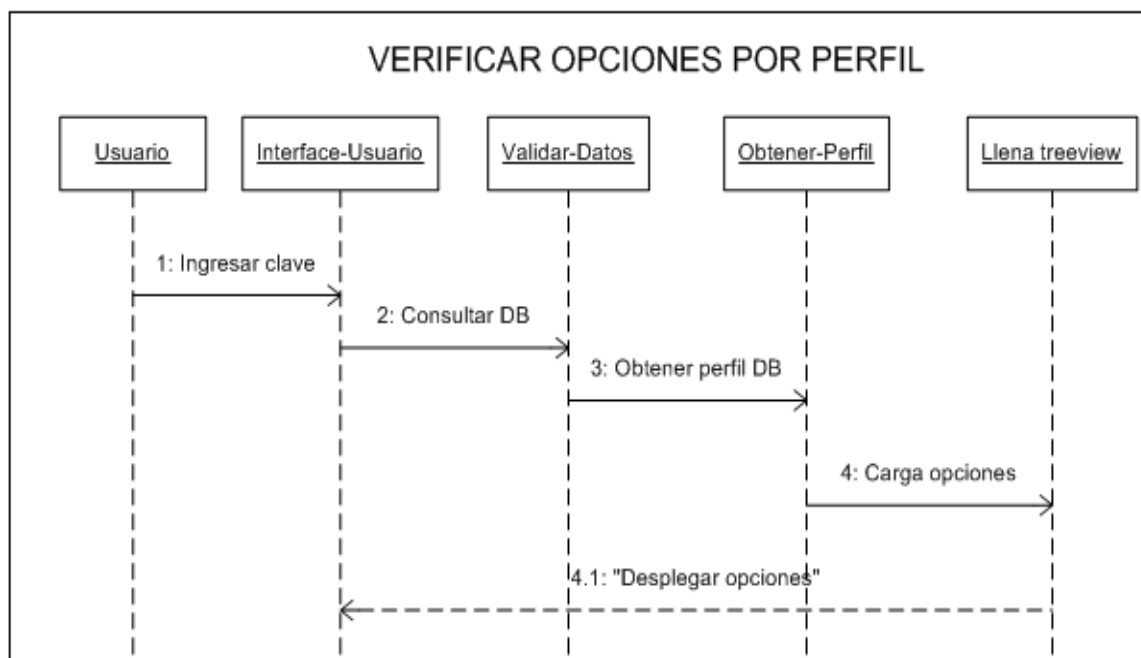 VERIFICAR OPCIONES POR PERFIL
Usuario
Interface-Usuario
Validar-Datos
Obtener-Perfil
Llena treeview
1: Ingresar clave
2: Consultar DB
3: Obtener perfil DB
4: Carga opciones
4.1: "Desplegar opciones"